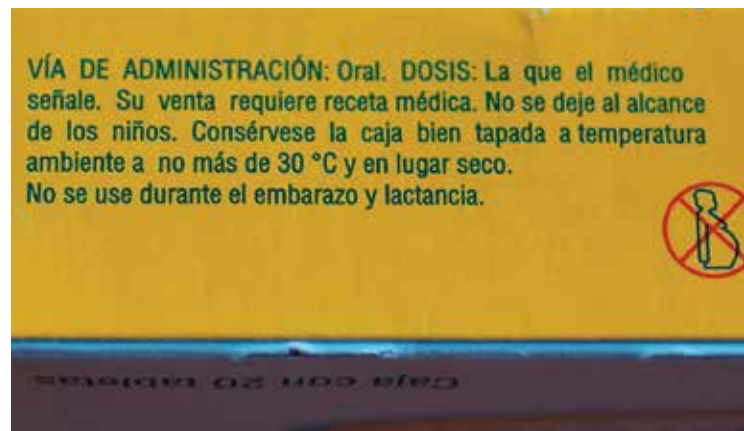 VÍA DE ADMINISTRACIÓN: Oral. DOSIS: La que el médico
señale. Su venta requiere receta médica. No se deje al alcance
de los niños. Consérvese la caja bien tapada a temperatura
ambiente a no más de 30 °C y en lugar seco.
No se use durante el embarazo y lactancia.
Caja con 20 tabletas